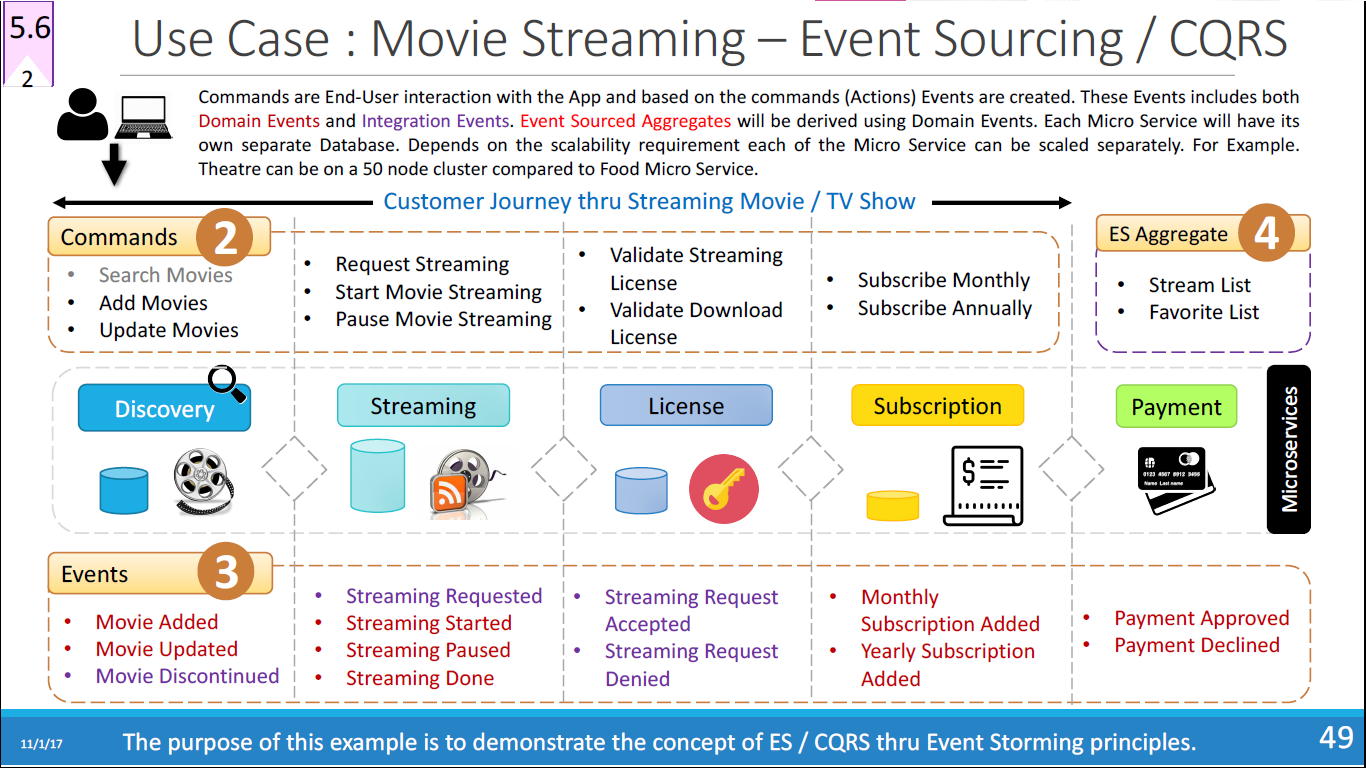 5.6
2
Use Case : Movie Streaming – Event Sourcing / CQRS
Commands are End-User interaction with the App and based on the commands (Actions) Events are created. These Events includes both
Domain Events and Integration Events. Event Sourced Aggregates will be derived using Domain Events. Each Micro Service will have its
own separate Database. Depends on the scalability requirement each of the Micro Service can be scaled separately. For Example.
Theatre can be on a 50 node cluster compared to Food Micro Service.
Customer Journey thru Streaming Movie / TV Show
Commands 2
• Search Movies
• Add Movies
• Update Movies
• Request Streaming
• Start Movie Streaming
• Pause Movie Streaming
• Validate Streaming
License
• Validate Download
License
• Subscribe Monthly
• Subscribe Annually
ES Aggregate 4
• Stream List
• Favorite List
Discovery
Streaming
License
Subscription
$
Payment
0123 4567 8912 3456
Name Last name
Microservices
Events 3
• Movie Added
• Movie Updated
• Movie Discontinued
• Streaming Requested
• Streaming Started
• Streaming Paused
• Streaming Done
• Streaming Request
Accepted
• Streaming Request
Denied
• Monthly
Subscription Added
• Yearly Subscription
Added
• Payment Approved
• Payment Declined
11/1/17
The purpose of this example is to demonstrate the concept of ES / CQRS thru Event Storming principles.
49